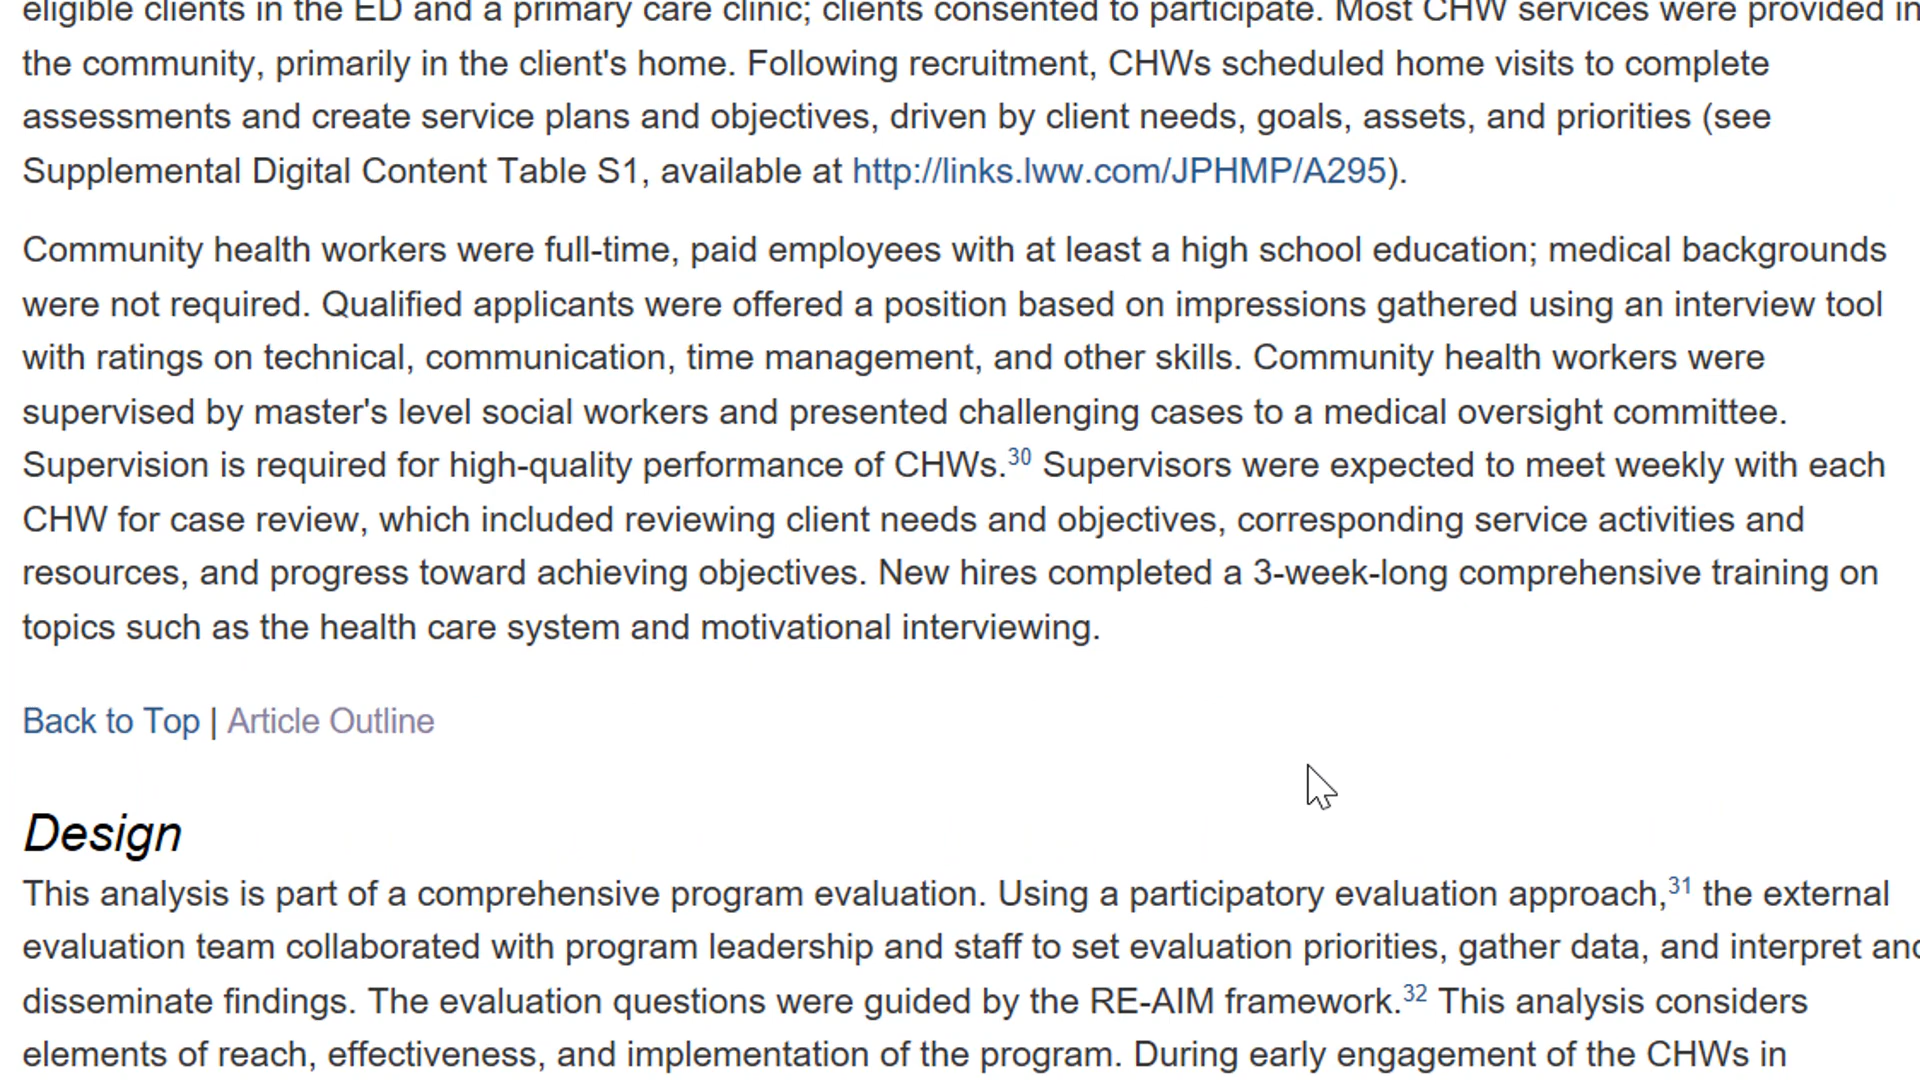 eligible clients in the ED and a primary care clinic; clients consented to participate. Most CHW services were provided in
the community, primarily in the client's home. Following recruitment, CHWs scheduled home visits to complete
assessments and create service plans and objectives, driven by client needs, goals, assets, and priorities (see
Supplemental Digital Content Table S1, available at http://links.lww.com/JPHMP/A295).
Community health workers were full-time, paid employees with at least a high school education; medical backgrounds
were not required. Qualified applicants were offered a position based on impressions gathered using an interview tool
with ratings on technical, communication, time management, and other skills. Community health workers were
supervised by master's level social workers and presented challenging cases to a medical oversight committee.
Supervision is required for high-quality performance of CHWs.30 Supervisors were expected to meet weekly with each
CHW for case review, which included reviewing client needs and objectives, corresponding service activities and
resources, and progress toward achieving objectives. New hires completed a 3-week-long comprehensive training on
topics such as the health care system and motivational interviewing.
Back to Top | Article Outline
Design
This analysis is part of a comprehensive program evaluation. Using a participatory evaluation approach,31 the external
evaluation team collaborated with program leadership and staff to set evaluation priorities, gather data, and interpret and
disseminate findings. The evaluation questions were guided by the RE-AIM framework.32 This analysis considers
elements of reach, effectiveness, and implementation of the program. During early engagement of the CHWs in